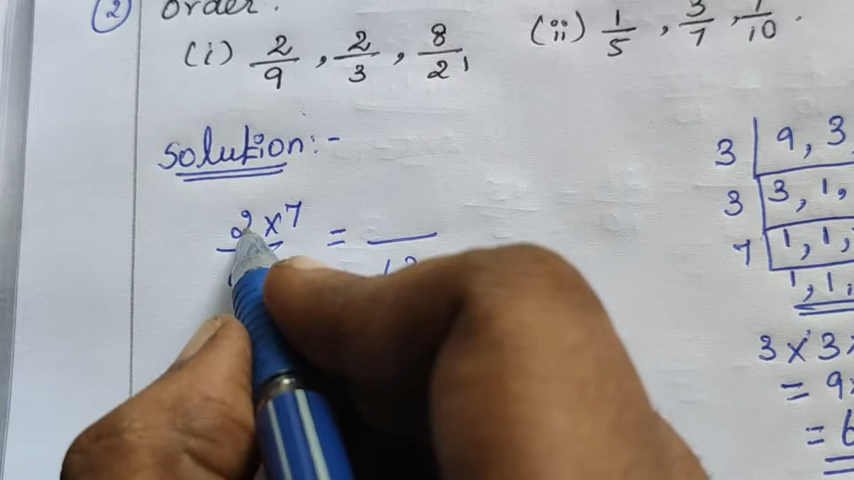 2 order.
(i) 2/9 , 2/3 , 8/21 (ii) 1/5 , 3/7 , 7/10 .
Solution:-
2 x 7 =
3 | 9, 3
3 | 3, 1,
7 | 1, 1,
1, 1,
3 x 3 x
= 9 x
= 6